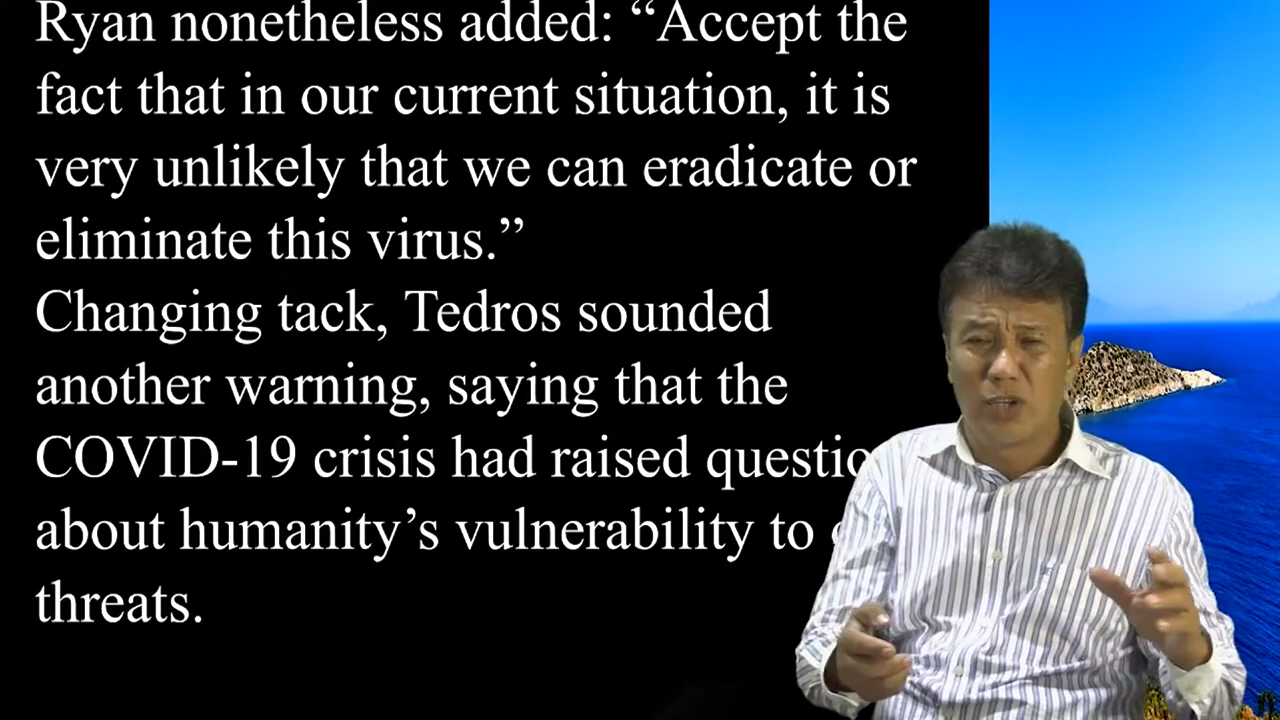 Ryan nonetheless added: “Accept the
fact that in our current situation, it is
very unlikely that we can eradicate or
eliminate this virus.”
Changing tack, Tedros sounded
another warning, saying that the
COVID-19 crisis had raised
about humanity’s vulnerability to
threats.